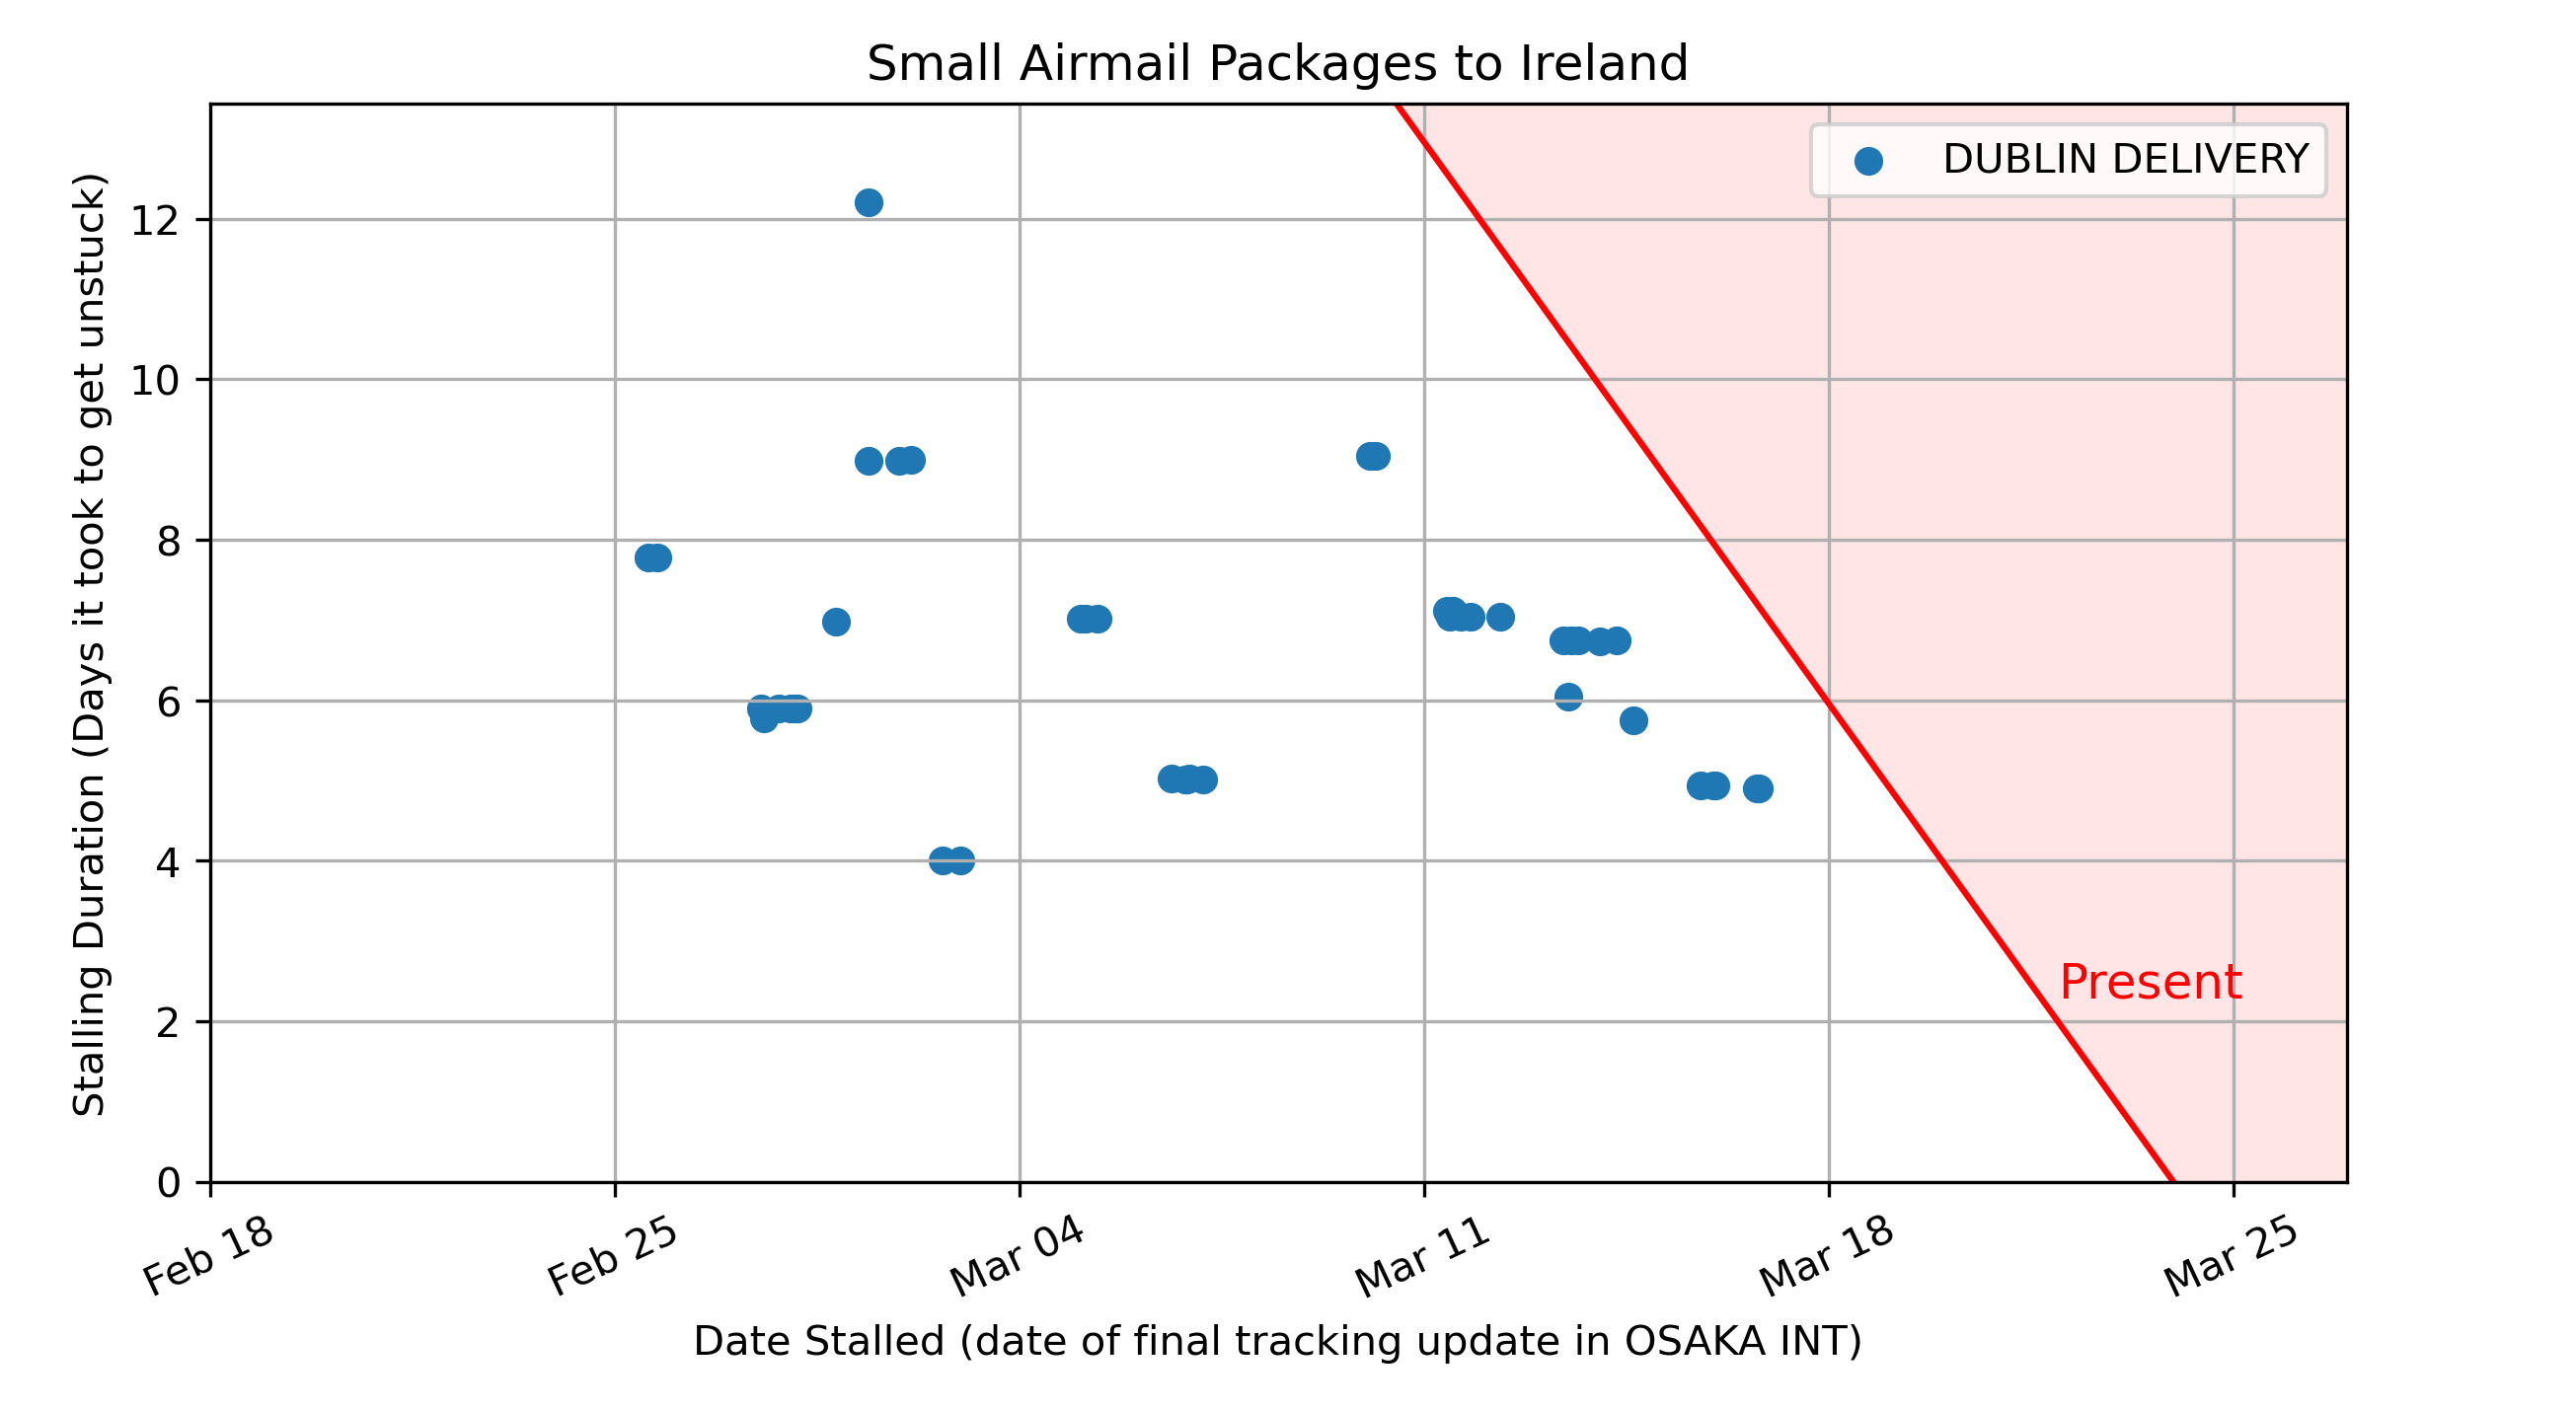 Small Airmail Packages to Ireland
DUBLIN DELIVERY
Stalling Duration (Days it took to get unstuck)
12
10
8
6
4
2
0
Present
Feb 18
Feb 25
Mar 04
Mar 11
Mar 18
Mar 25
Date Stalled (date of final tracking update in OSAKA INT)